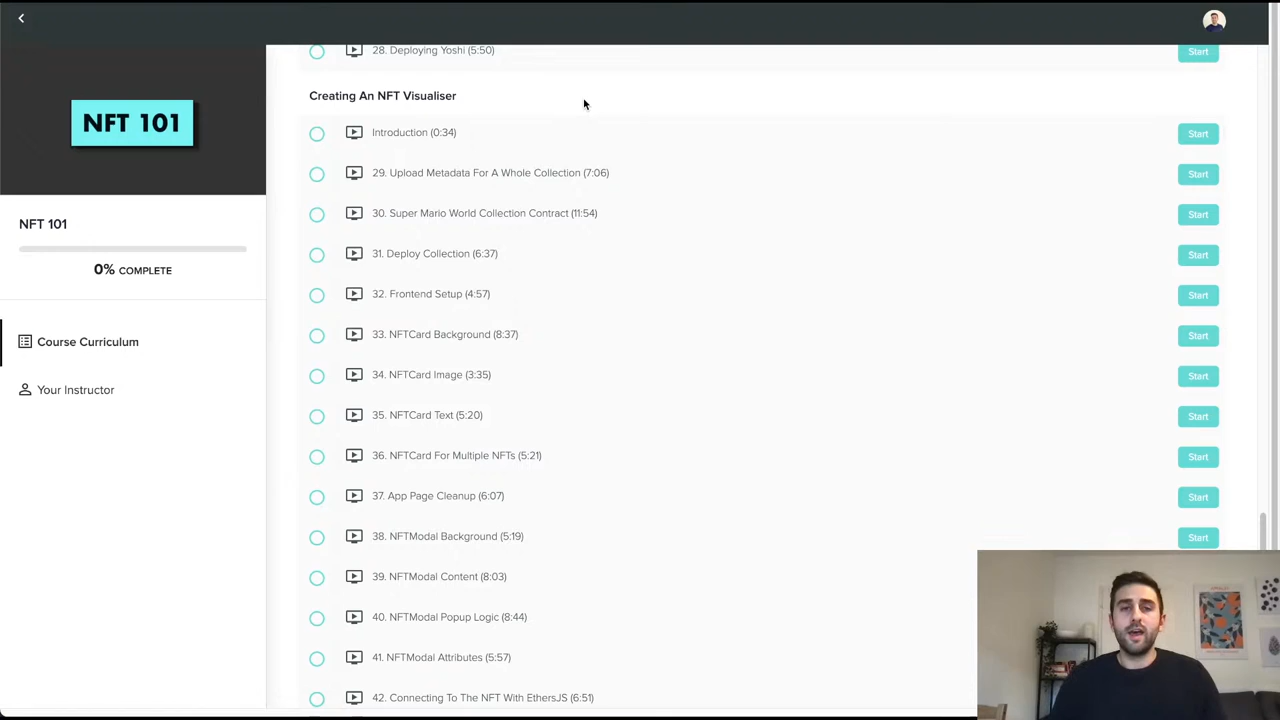 28. Deploying Yoshi (5:50)
Start
Creating An NFT Visualiser
NFT 101
Introduction (0:34)
Start
29. Upload Metadata For A Whole Collection (7:06)
Start
30. Super Mario World Collection Contract (11:54)
Start
NFT 101
31. Deploy Collection (6:37)
Start
0% COMPLETE
32. Frontend Setup (4:57)
Start
33. NFTCard Background (8:37)
Start
Course Curriculum
34. NFTCard Image (3:35)
Start
Your Instructor
35. NFTCard Text (5:20)
Start
36. NFTCard For Multiple NFTs (5:21)
Start
37. App Page Cleanup (6:07)
Start
38. NFTModal Background (5:19)
Start
39. NFTModal Content (8:03)
40. NFTModal Popup Logic (8:44)
41. NFTModal Attributes (5:57)
42. Connecting To The NFT With EthersJS (6:51)